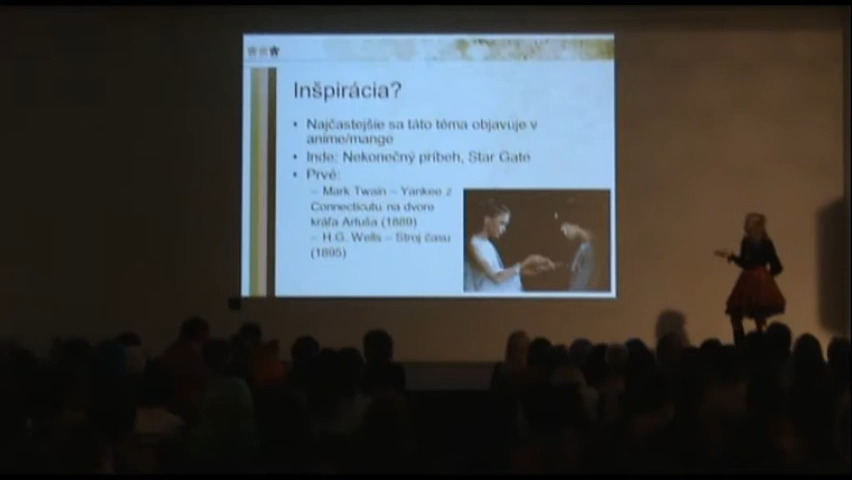 Inšpirácia?
• Najčastejšie sa táto téma objavuje v
anime/mange
• Inde: Nekonečný príbeh, Star Gate
• Prvé:
– Mark Twain – Yankee z
Connecticutu na dvore
kráľa Artuša (1889)
– H.G. Wells – Stroj času
(1895)